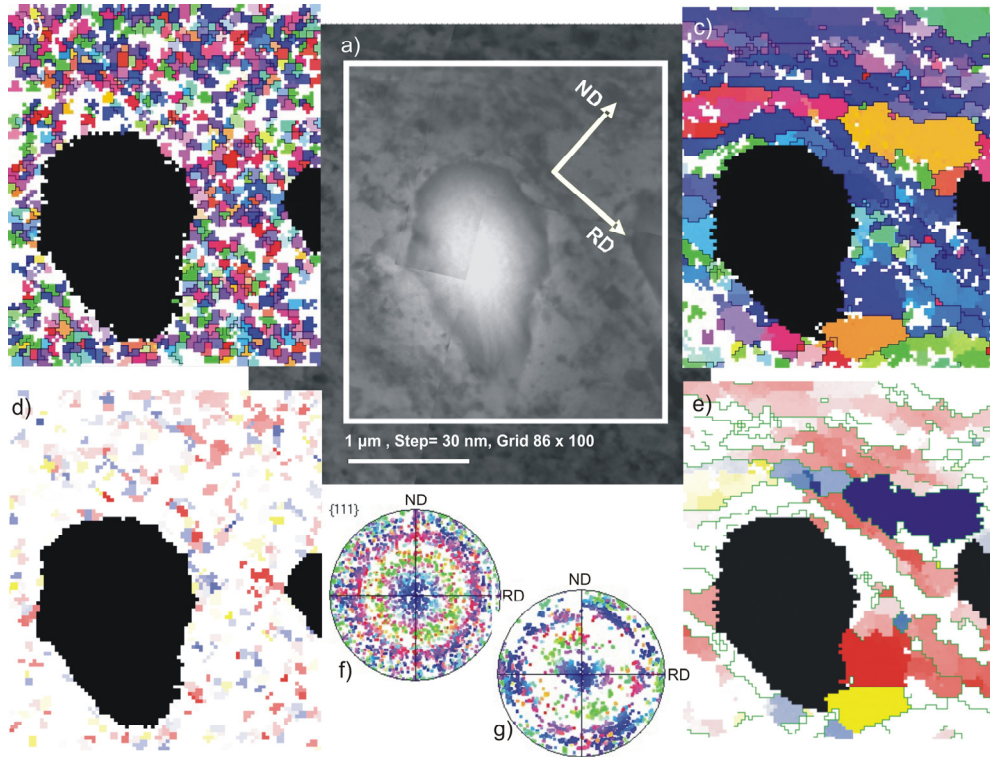 a)
ND
RD
1 µm , Step= 30 nm, Grid 86 x 100
c)
d)
e)
{111}
ND
RD
f)
ND
RD
g)